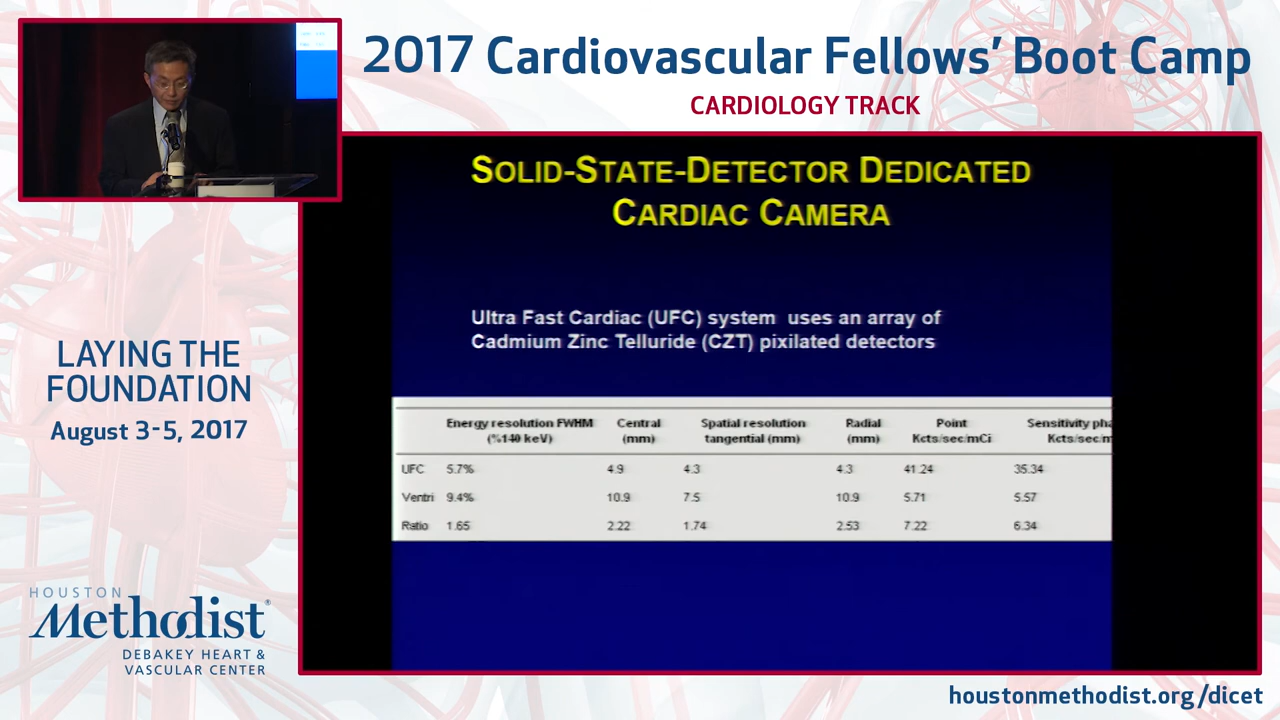 2017 Cardiovascular Fellows’ Boot Camp
CARDIOLOGY TRACK
SOLID-STATE-DETECTOR DEDICATED
CARDIAC CAMERA
Ultra Fast Cardiac (UFC) system uses an array of
Cadmium Zinc Telluride (CZT) pixilated detectors
Energy resolution FWHM Central Spatial resolution Radial Point Sensitivity pha
(%140 keV) (mm) tangential (mm) (mm) Kcts/sec/mCi Kcts/sec/m
UFC 5.7% 4.9 4.3 4.3 41.24 35.34
Ventri 9.4% 10.9 7.5 10.9 5.71 5.57
Ratio 1.65 2.22 1.74 2.53 7.22 6.34
LAYING THE
FOUNDATION
August 3-5, 2017
HOUSTON
Methodist®
DEBAKEY HEART &
VASCULAR CENTER
houstonmethodist.org/dicet